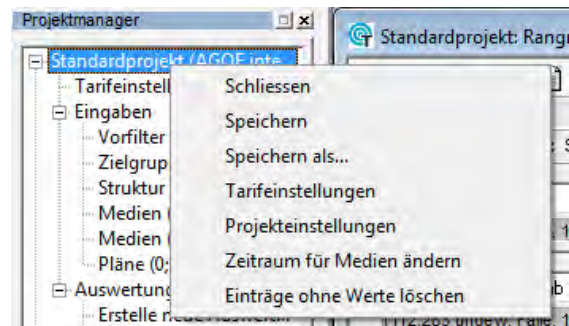 Projektmanager
Standardprojekt: Rang
Standardprojekt (AGOF inte
Tarifeinstell
Schliessen
Eingaben
Vorfilter
Speichern
Zielgrup
Speichern als...
Struktur
Tarifeinstellungen
Medien (
Projekteinstellungen
Medien (
Zeitraum für Medien ändern
Pläne (0;
Auswertung
Einträge ohne Werte löschen
Erstelle